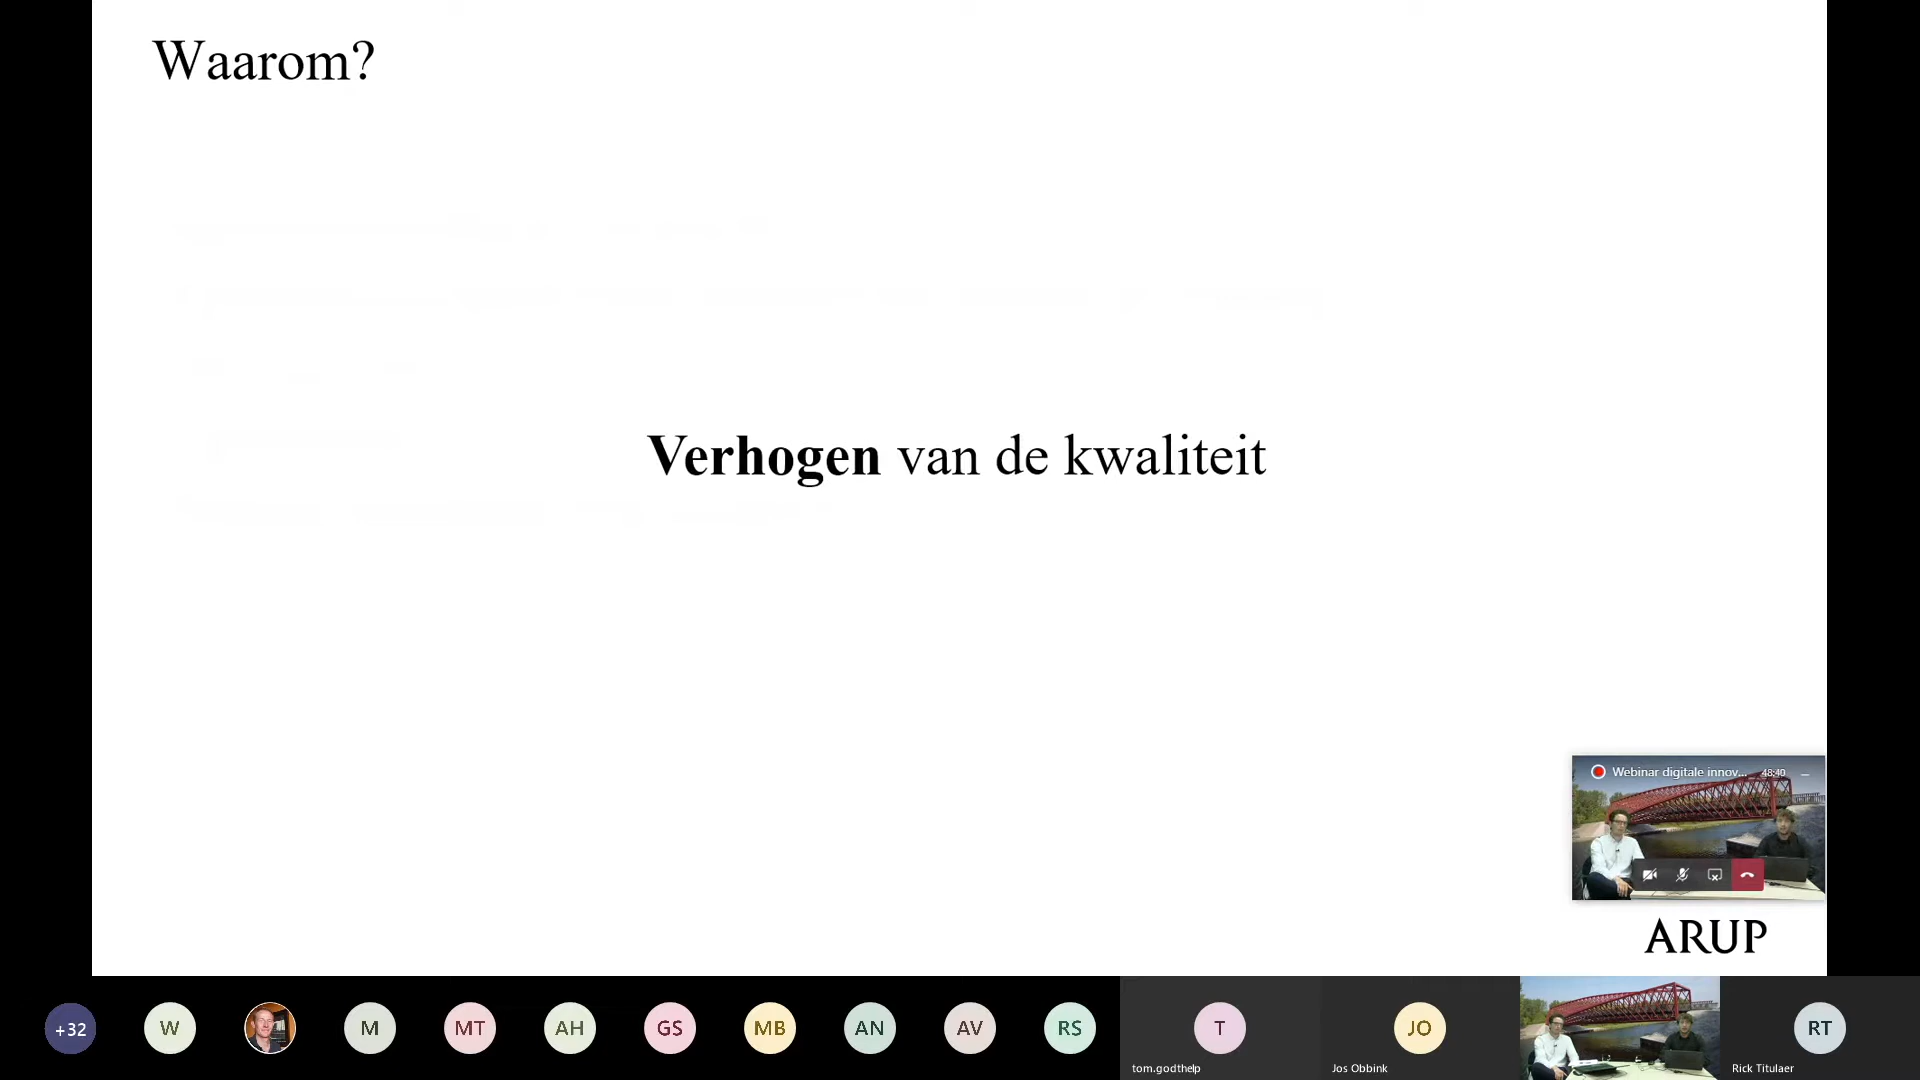 Waarom?
Verhogen van de kwaliteit
Webinar digitale innov... 48:40
ARUP
+32
W
M
MT
AH
GS
MB
AN
AV
RS
T
JO
RT
tom.godthelp
Jos Obbink
Rick Titulaer